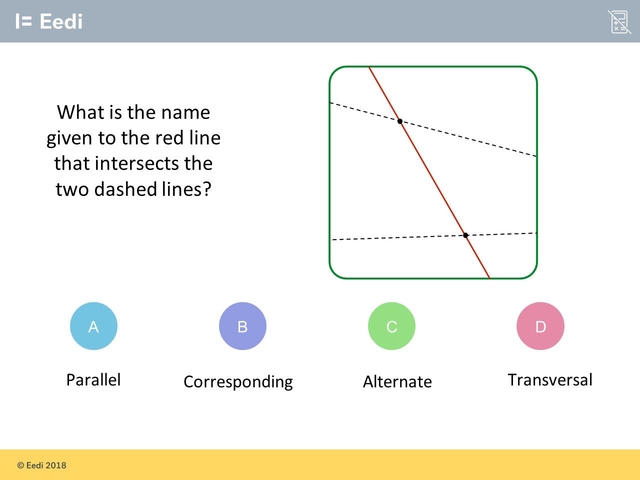 I= Eedi
What is the name
given to the red line
that intersects the
two dashed lines?
A
B
C
D
Parallel
Corresponding
Alternate
Transversal
© Eedi 2018